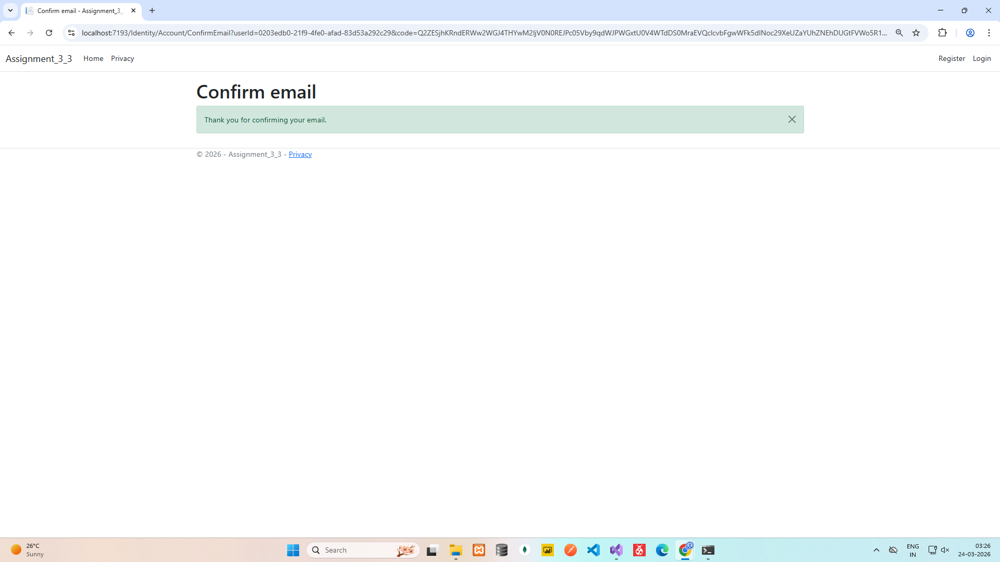 Confirm email - Assignment_3_
localhost:7193/Identity/Account/ConfirmEmail?userId=0203edb0-21f9-4fe0-afad-83d53a292c29&code=Q2ZESjhKRndERWw2WGJ4THYwM2IjV0N0REJPc05Vby9qdWJPWGxtU0V4WTdDS0MraEVQclcvbFgwWFk5dlNoc29XeUZaYUhZNEhDUGtFVWo5R1...
Assignment_3_3 Home Privacy Register Login
Confirm email
Thank you for confirming your email.
© 2026 - Assignment_3_3 - Privacy
26°C
Sunny
Search
ENG
IN
03:26
24-03-2026